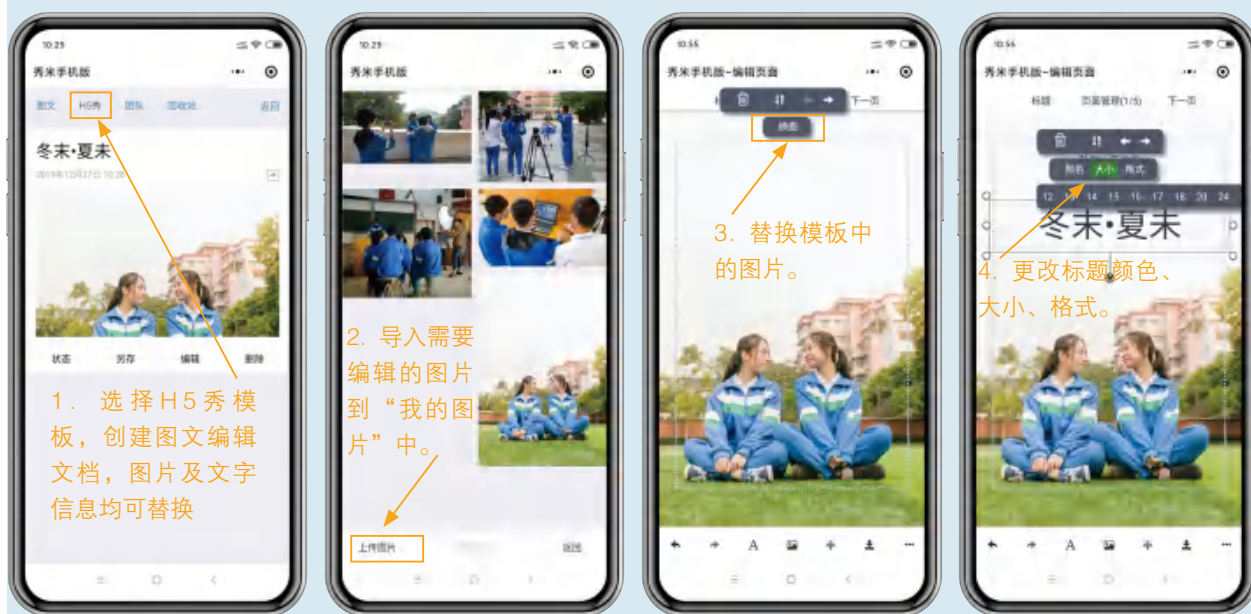 10:29
秀米手机版
图文 H5秀 团队 回收站 返回
冬末·夏末
2019年12月27日 10:28
状态 另存 编辑 删除
1. 选择H5秀模
板，创建图文编辑
文档，图片及文字
信息均可替换
10:29
秀米手机版
2. 导入需要
编辑的图片
到“我的图
片”中。
上传图片 返回
10:55
秀米手机版-编辑页面
下一页
换图
3. 替换模板中
的图片。
A
10:56
秀米手机版-编辑页面
标题 页面管理(1/5) 下一页
颜色 大小 格式
12 13 14 15 16 17 18 20 24
冬末·夏末
4. 更改标题颜色、
大小、格式。
A